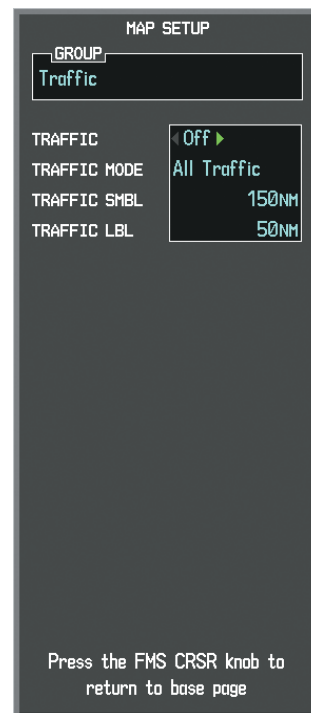 MAP SETUP
GROUP
Traffic
TRAFFIC Off
TRAFFIC MODE All Traffic
TRAFFIC SMBL 150NM
TRAFFIC LBL 50NM
Press the FMS CRSR knob to
return to base page